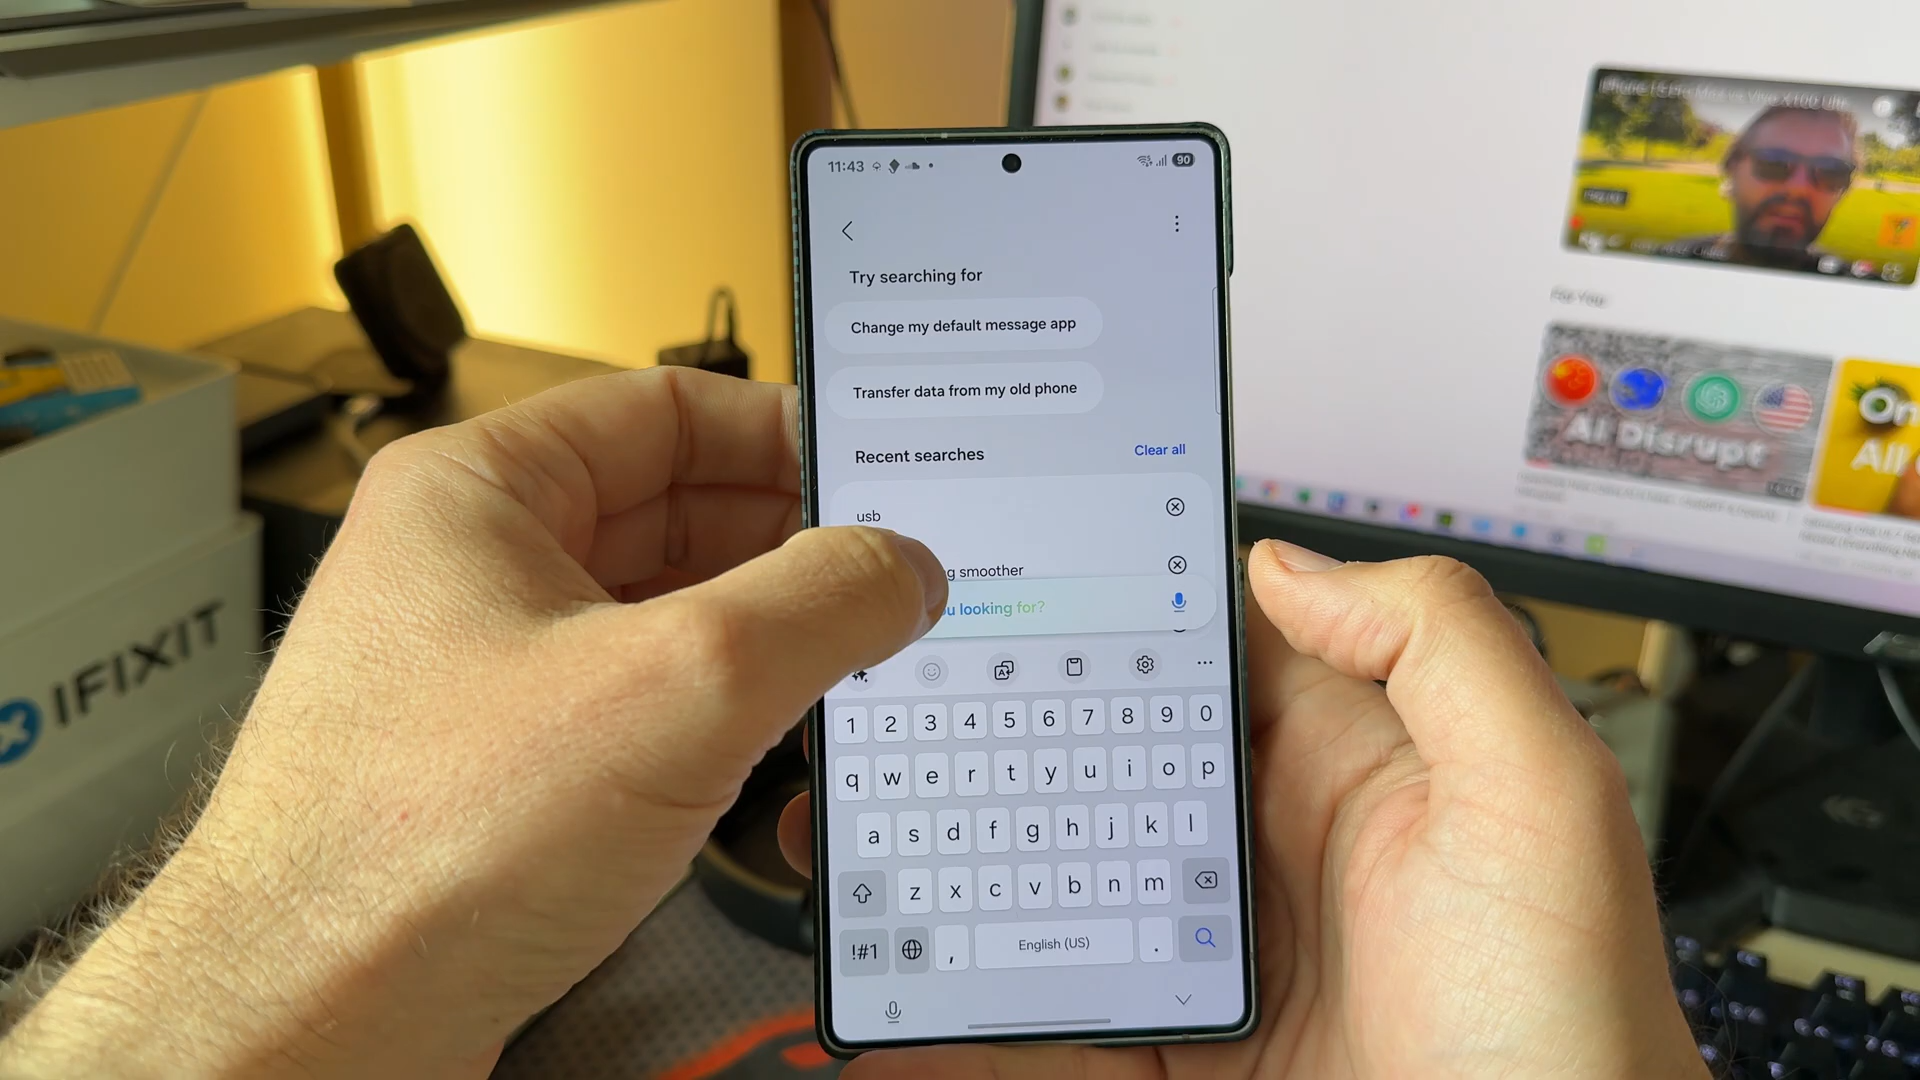 11:43
90
Try searching for
Change my default message app
Transfer data from my old phone
Recent searches
Clear all
usb
g smoother
u looking for?
1 2 3 4 5 6 7 8 9 0
q w e r t y u i o p
a s d f g h j k l
z x c v b n m
!#1 , English (US) .
IFIXIT
For You
AI Disrupt
On
All